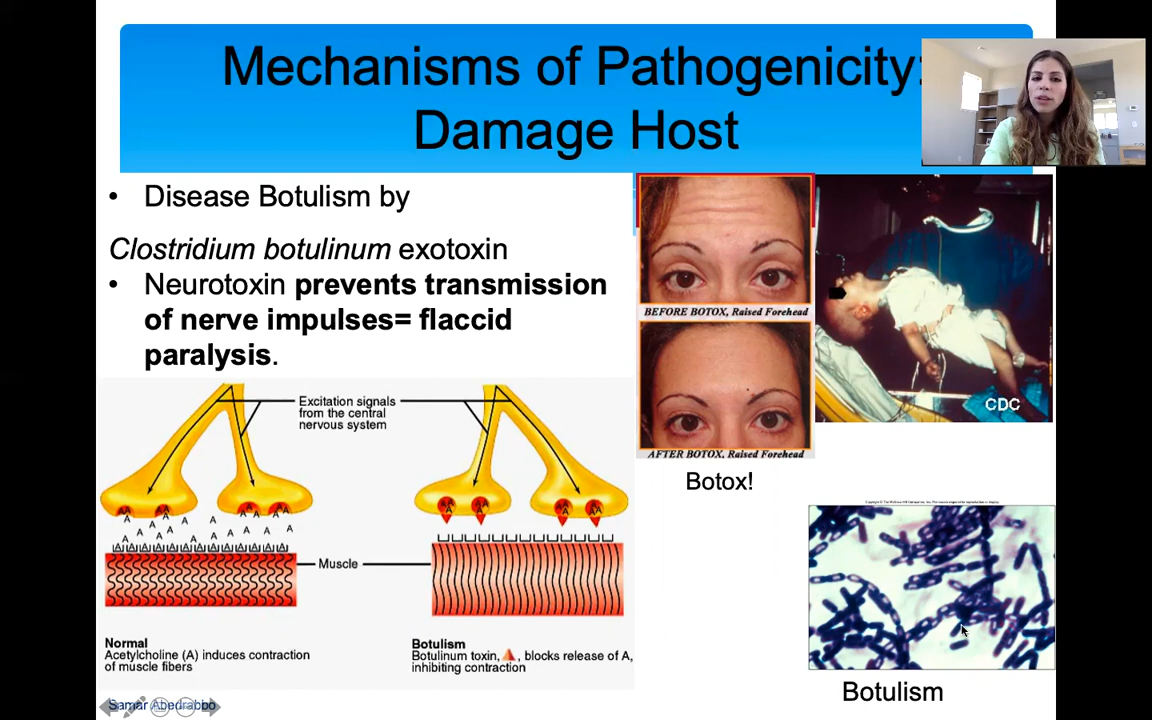 Mechanisms of Pathogenicity:
Damage Host
• Disease Botulism by
Clostridium botulinum exotoxin
• Neurotoxin prevents transmission
of nerve impulses= flaccid
paralysis.
BEFORE BOTOX, Raised Forehead
AFTER BOTOX, Raised Forehead
Botox!
CDC
Excitation signals
from the central
nervous system
Muscle
Normal
Acetylcholine (A) induces contraction
of muscle fibers
Botulism
Botulinum toxin, , blocks release of A,
inhibiting contraction
Botulism
Samar Abedrabbo